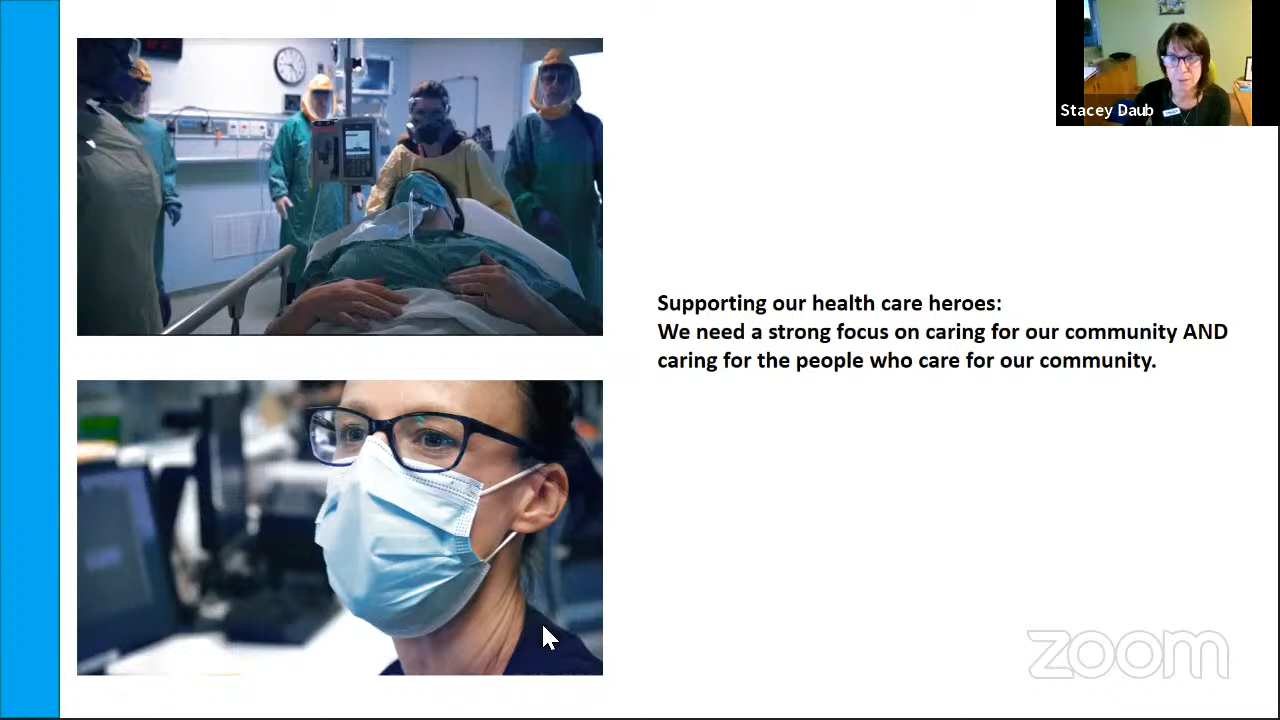 Stacey Daub
Supporting our health care heroes:
We need a strong focus on caring for our community AND
caring for the people who care for our community.
zoom